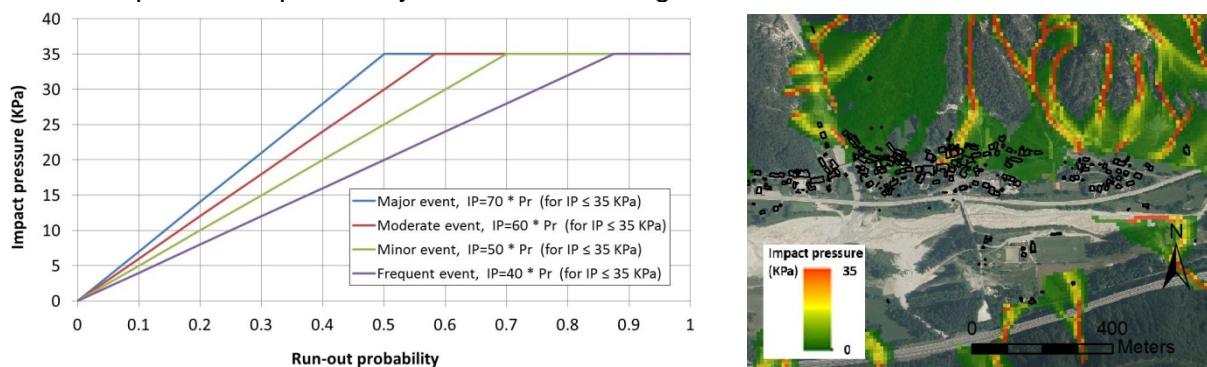 40
35
30
25
20
15
10
5
0
Impact pressure (KPa)
Major event, IP=70 * Pr (for IP ≤ 35 KPa)
Moderate event, IP=60 * Pr (for IP ≤ 35 KPa)
Minor event, IP=50 * Pr (for IP ≤ 35 KPa)
Frequent event, IP=40 * Pr (for IP ≤ 35 KPa)
0 0.1 0.2 0.3 0.4 0.5 0.6 0.7 0.8 0.9 1
Run-out probability
Impact pressure
(KPa)
35
0
N
0 400
Meters